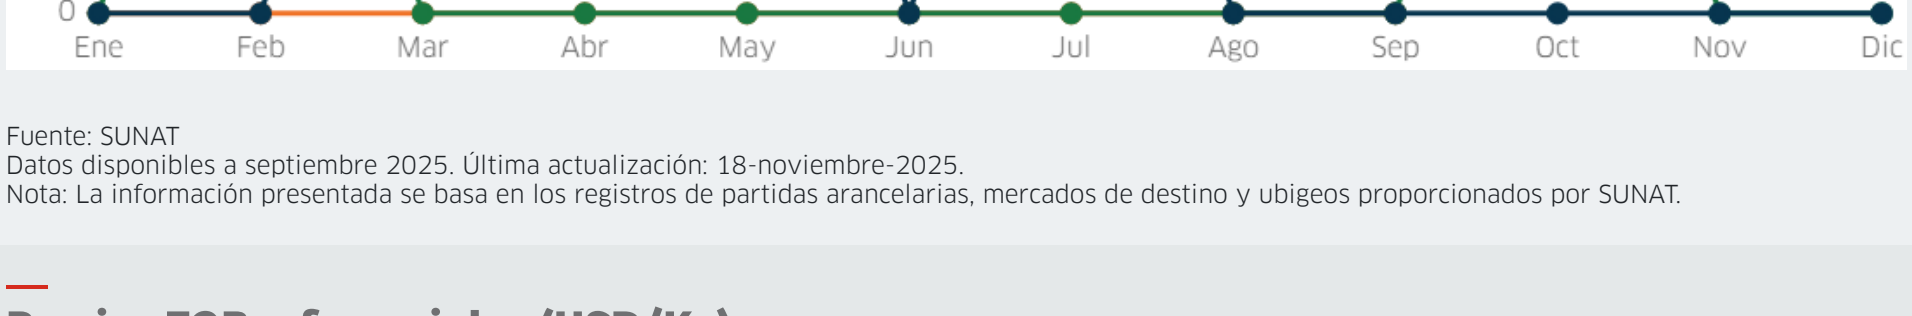 0
Ene Feb Mar Abr May Jun Jul Ago Sep Oct Nov Dic
Fuente: SUNAT
Datos disponibles a septiembre 2025. Última actualización: 18-noviembre-2025.
Nota: La información presentada se basa en los registros de partidas arancelarias, mercados de destino y ubigeos proporcionados por SUNAT.